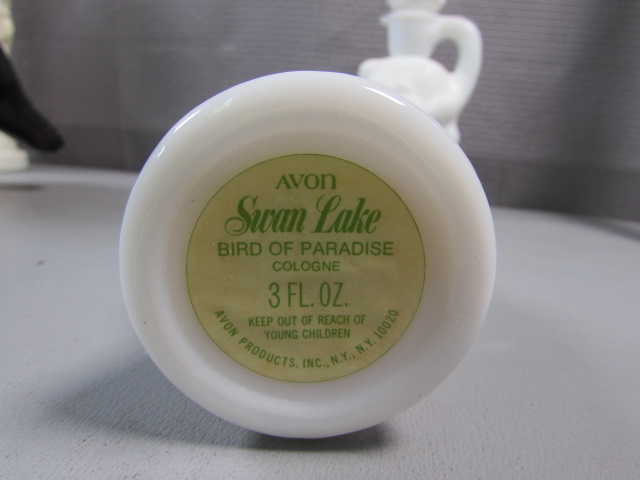 AVON
Swan Lake
BIRD OF PARADISE
COLOGNE
3 FL. OZ.
KEEP OUT OF REACH OF
YOUNG CHILDREN
AVON PRODUCTS, INC., N.Y., N.Y. 10020